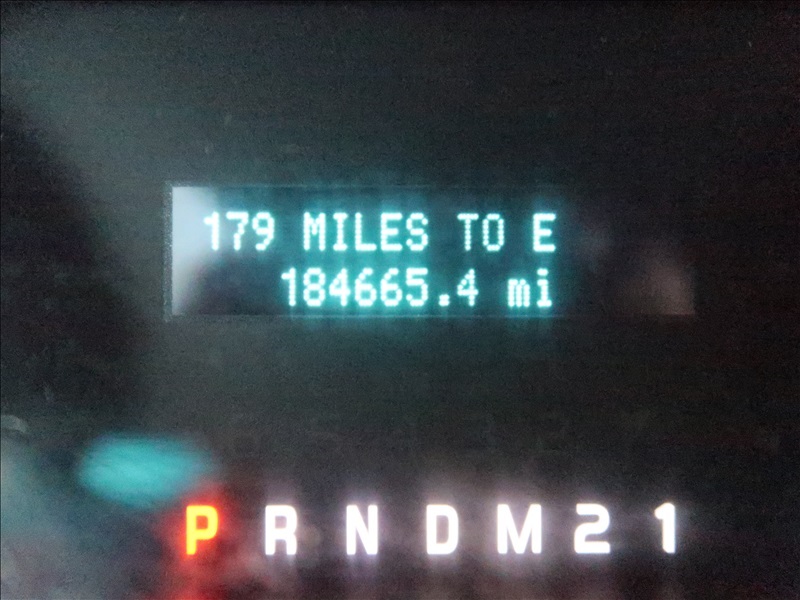 179 MILES TO E
184665.4 mi
P R N D M 2 1